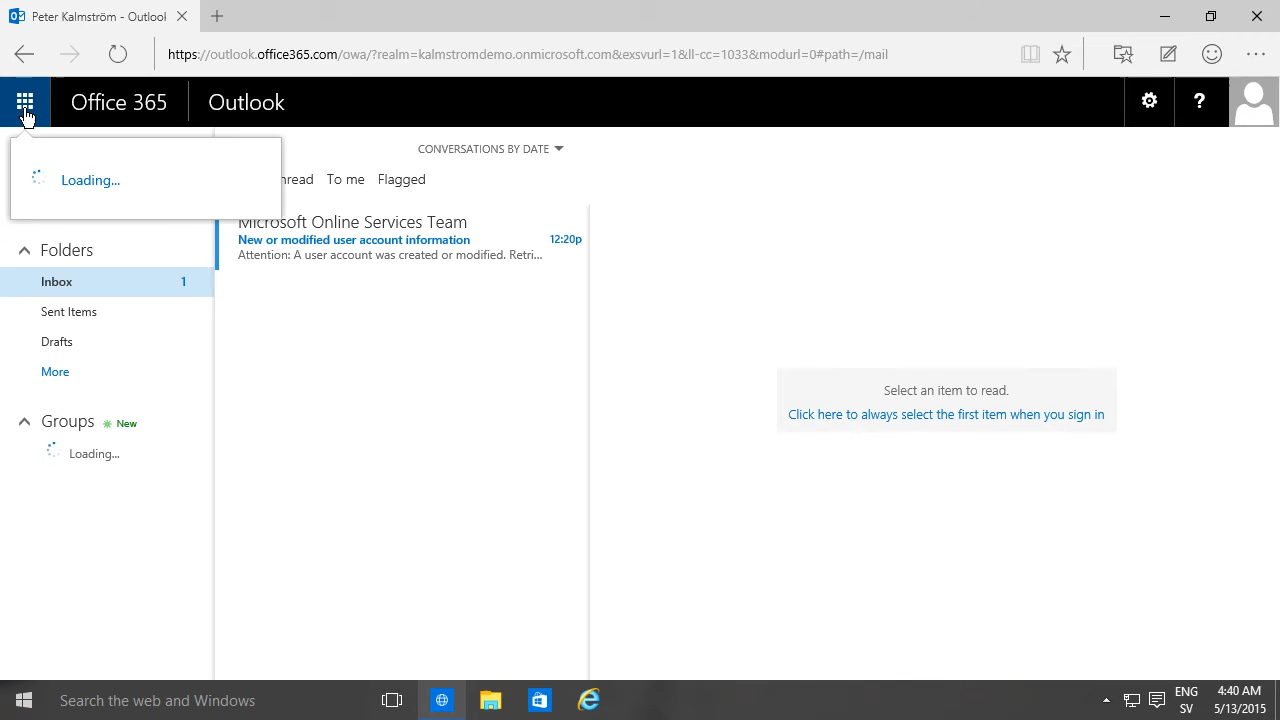 Peter Kalmström - Outlook
https://outlook.office365.com/owa/?realm=kalmstromdemo.onmicrosoft.com&exsvurl=1&ll-cc=1033&modurl=0#path=/mail
Office 365 Outlook ?
CONVERSATIONS BY DATE
Loading...
nread To me Flagged
Microsoft Online Services Team
New or modified user account information 12:20p
Attention: A user account was created or modified. Retri...
Folders
Inbox 1
Sent Items
Drafts
More
Groups New
Loading...
Select an item to read.
Click here to always select the first item when you sign in
Search the web and Windows
ENG
SV
4:40 AM
5/13/2015